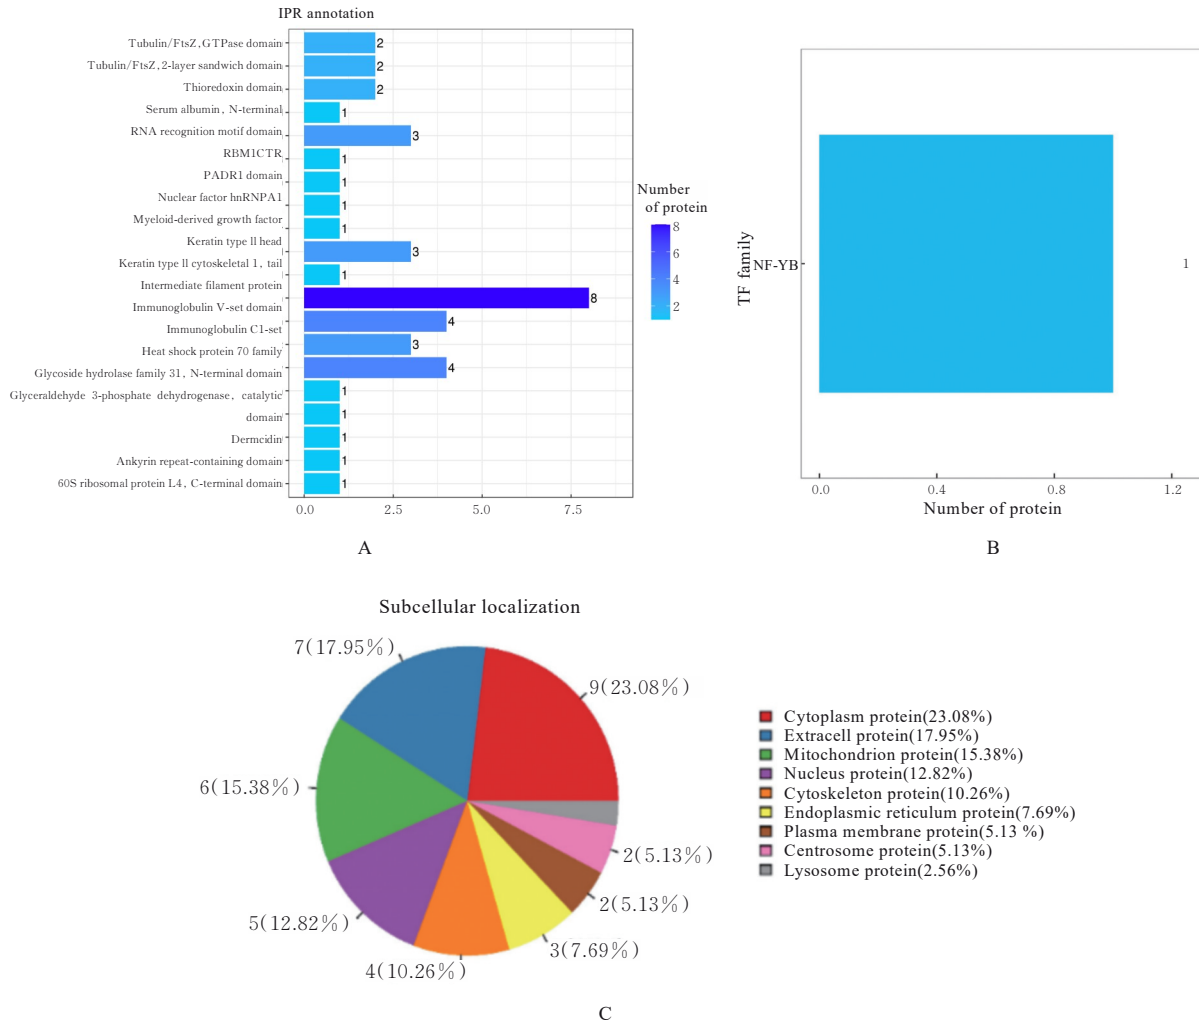 IPR annotation
Tubulin/FtsZ,GTPase domain
2
Tubulin/FtsZ,2-layer sandwich domain
2
Thioredoxin domain
2
Serum albumin, N-terminal
1
RNA recognition motif domain
3
RBM1CTR
1
PADR1 domain
1
Nuclear factor hnRNPA1
1
Myeloid-derived growth factor
1
Keratin type ll head
3
Keratin type ll cytoskeletal 1, tail
1
Intermediate filament protein
8
Immunoglobulin V-set domain
4
Immunoglobulin C1-set
3
Heat shock protein 70 family
4
Glycoside hydrolase family 31, N-terminal domain
1
Glyceraldehyde 3-phosphate dehydrogenase, catalytic
domain
1
Dermcidin
1
Ankyrin repeat-containing domain
1
60S ribosomal protein L4, C-terminal domain
1
0.0 2.5 5.0 7.5
Number
of protein
8
6
4
2
A
TF family
NF-YB
1
0.0 0.4 0.8 1.2
Number of protein
B
Subcellular localization
7(17.95%)
9(23.08%)
6(15.38%)
2(5.13%)
2(5.13%)
5(12.82%)
3(7.69%)
4(10.26%)
Cytoplasm protein(23.08%)
Extracell protein(17.95%)
Mitochondrion protein(15.38%)
Nucleus protein(12.82%)
Cytoskeleton protein(10.26%)
Endoplasmic reticulum protein(7.69%)
Plasma membrane protein(5.13 %)
Centrosome protein(5.13%)
Lysosome protein(2.56%)
C